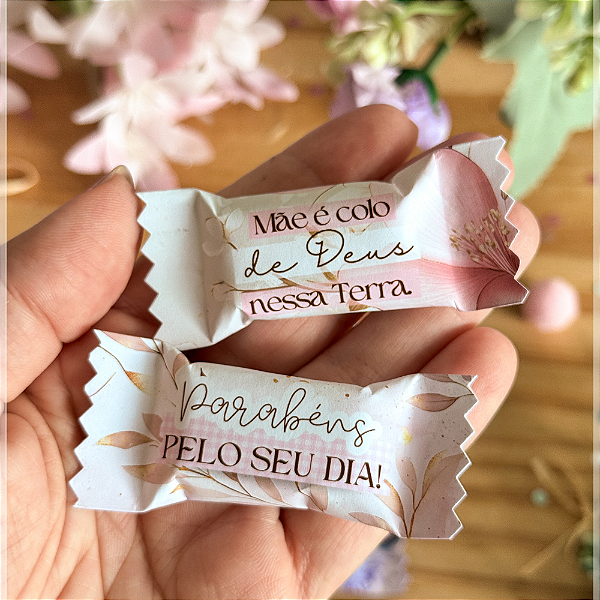 Mãe é colo
de Deus
nessa Terra.
Parabéns
PELO SEU DIA!